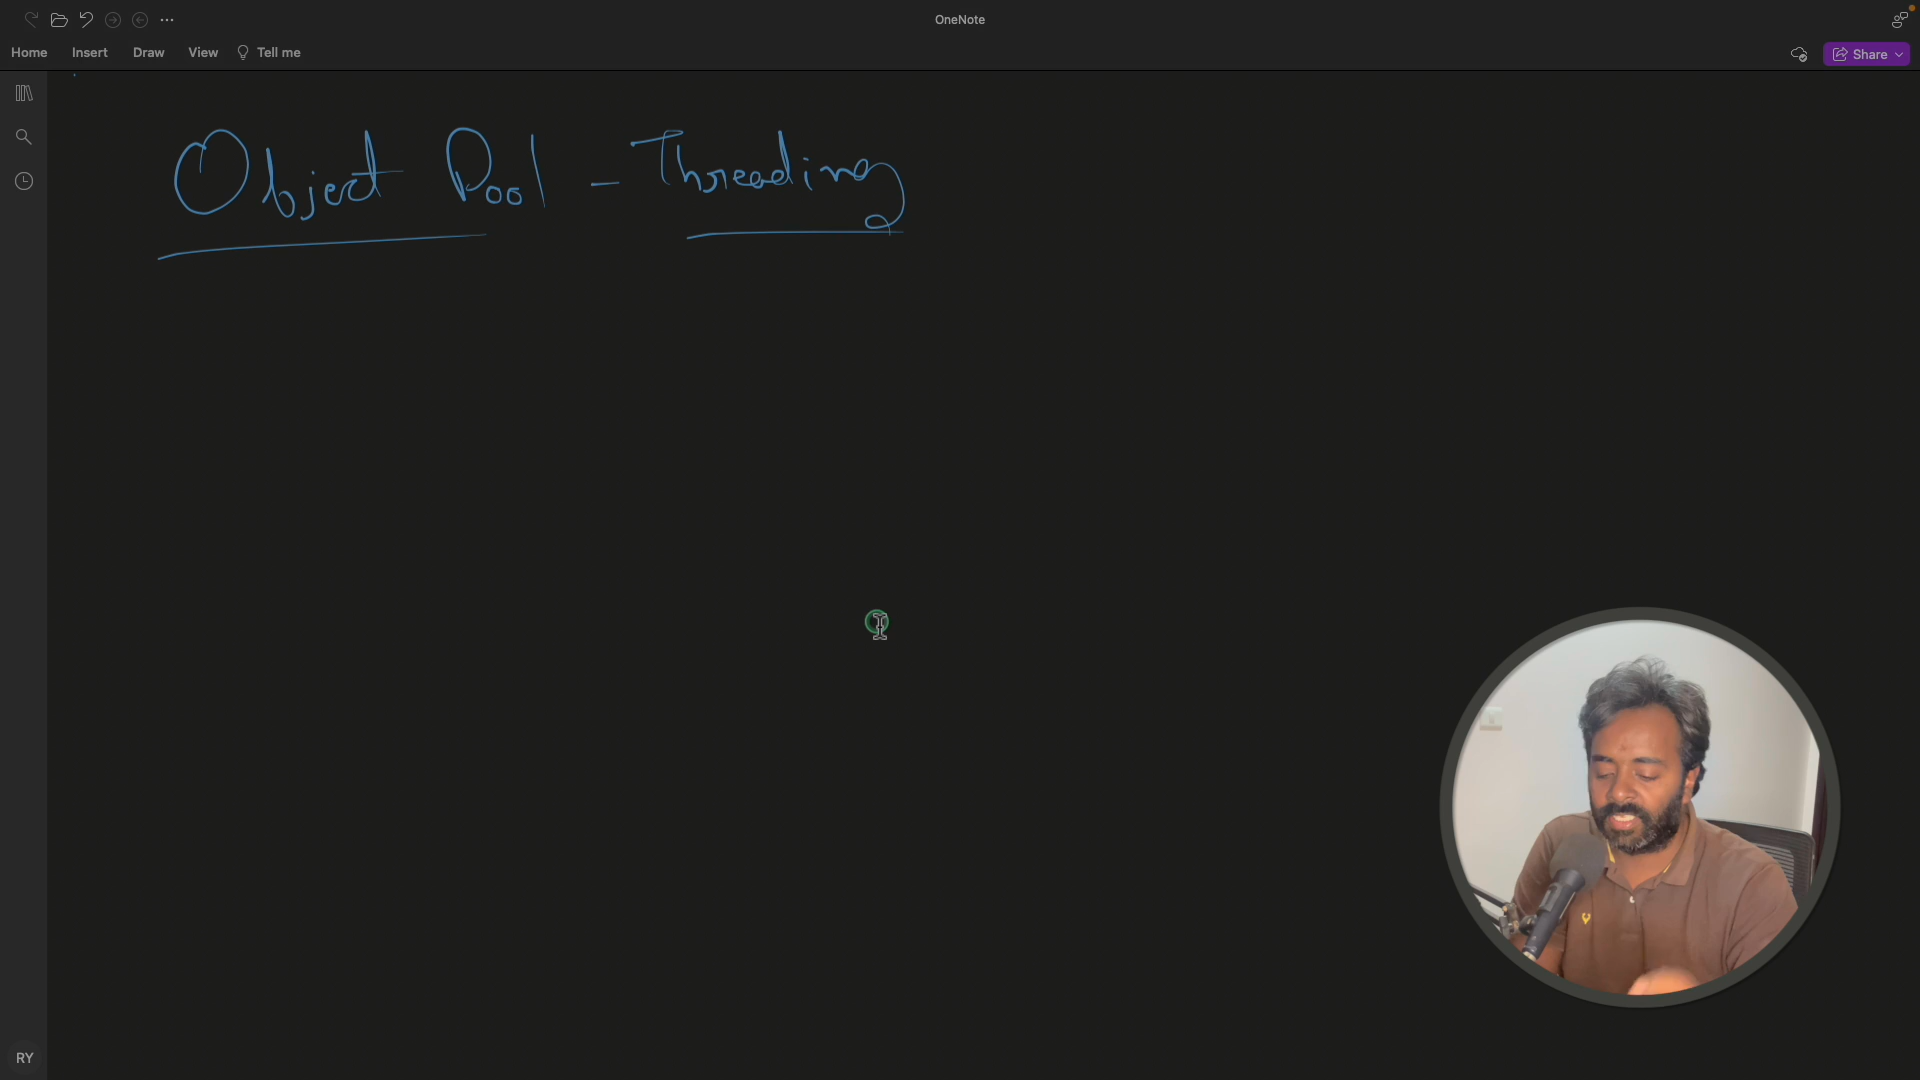 OneNote
Home Insert Draw View Tell me
Share
Object Pool - Threading
RY